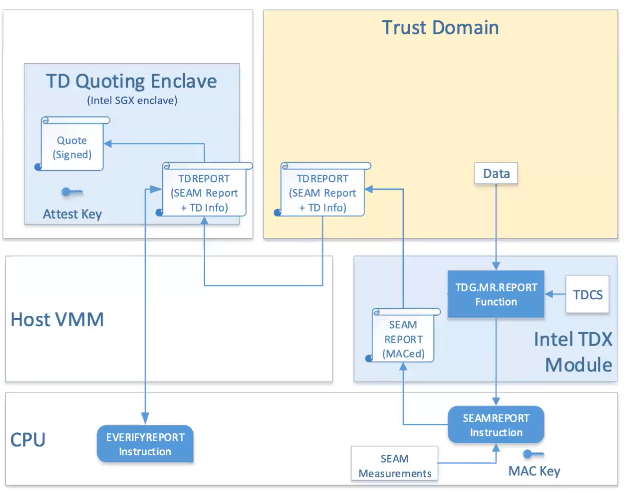 Trust Domain
TD Quoting Enclave
(Intel SGX enclave)
Quote
(Signed)
Attest Key
TDREPORT
(SEAM Report
+ TD Info)
TDREPORT
(SEAM Report
+ TD Info)
Data
Host VMM
SEAM
REPORT
(MACed)
TDG.MR.REPORT
Function
TDCS
Intel TDX
Module
CPU
EVERIFYREPORT
Instruction
SEAMREPORT
Instruction
SEAM
Measurements
MAC Key